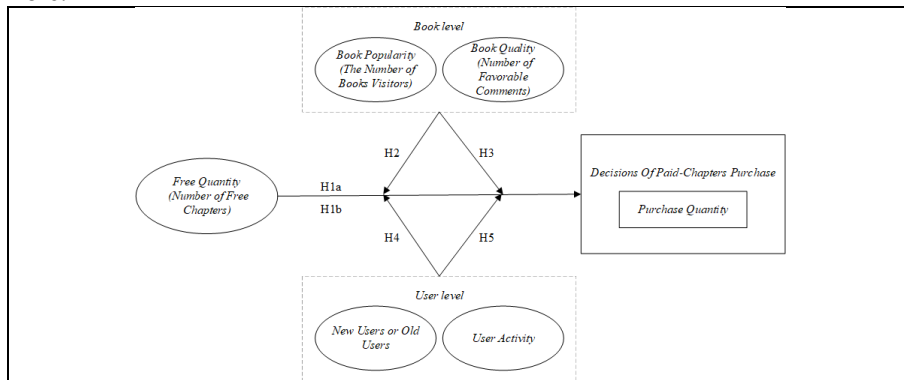 Book level
Book Popularity
(The Number of
Books Visitors)
Book Quality
(Number of
Favorable
Comments)
H2
H3
Free Quantity
(Number of Free
Chapters)
H1a
H1b
Decisions Of Paid-Chapters Purchase
Purchase Quantity
H4
H5
User level
New Users or Old
Users
User Activity